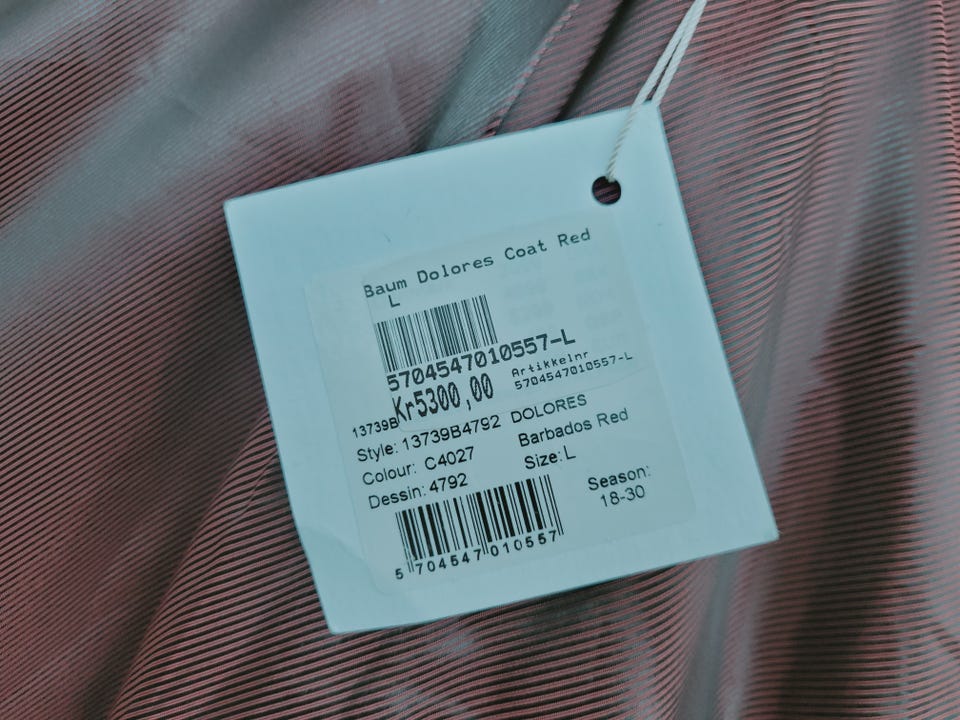 Baum Dolores Coat Red
L
5704547010557-L
Artikkelnr
5704547010557-L
Kr5300,00
13739B
Style: 13739B4792 DOLORES
Colour: C4027 Barbados Red
Dessin: 4792 Size: L
Season:
18-30
5 704547 010557